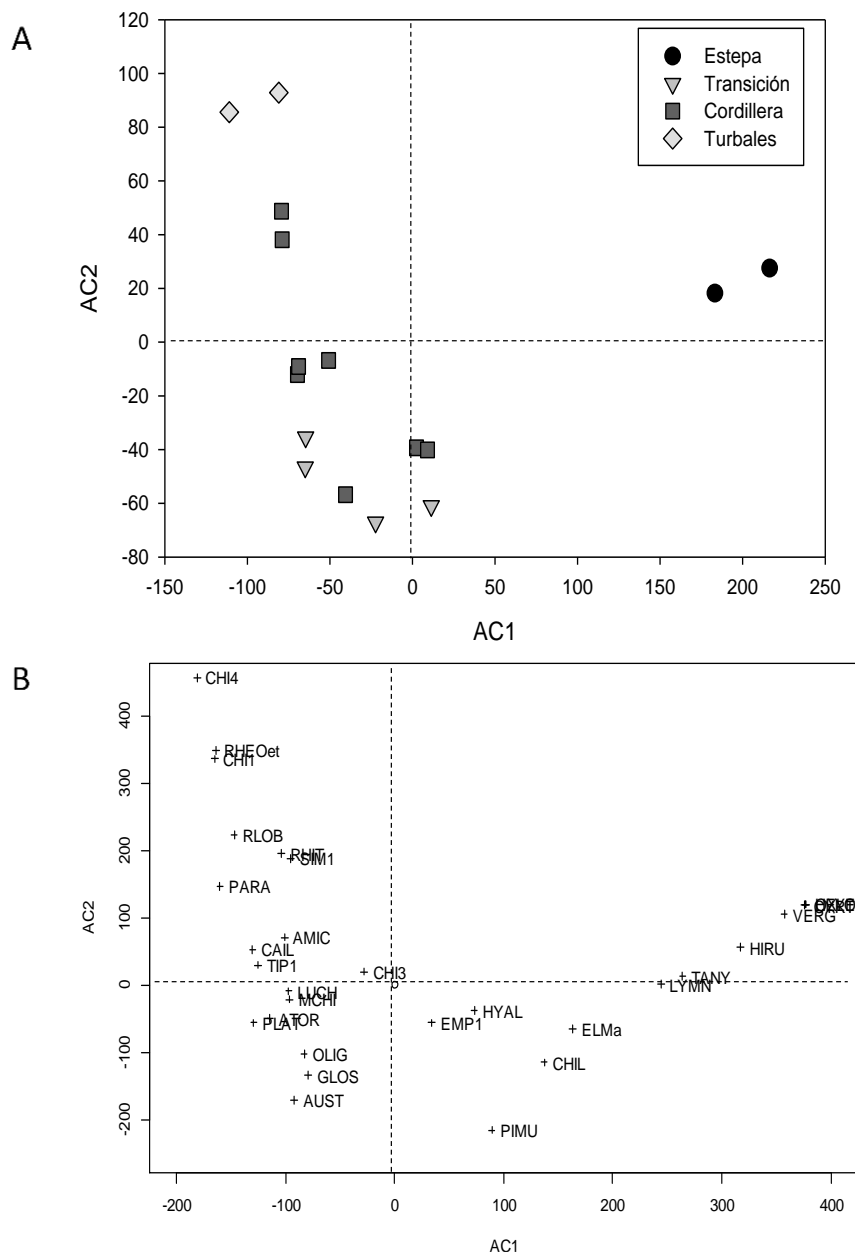 A
120
100
80
60
40
20
0
-20
-40
-60
-80
AC2
Estepa
Transición
Cordillera
Turbales
-150 -100 -50 0 50 100 150 200 250
AC1
B
400
300
200
100
0
-100
-200
AC2
CHI4
RHEOet
CHI1
RLOB
RHIT
SIM1
PARA
AMIC
CAIL
TIP1
CHI3
LUCH
MCHI
ATOR
PLAT
OLIG
GLOS
AUST
EMP1
HYAL
ELMa
CHIL
PIMU
VERG
HIRU
TANY
LYMN
-200 -100 0 100 200 300 400
AC1